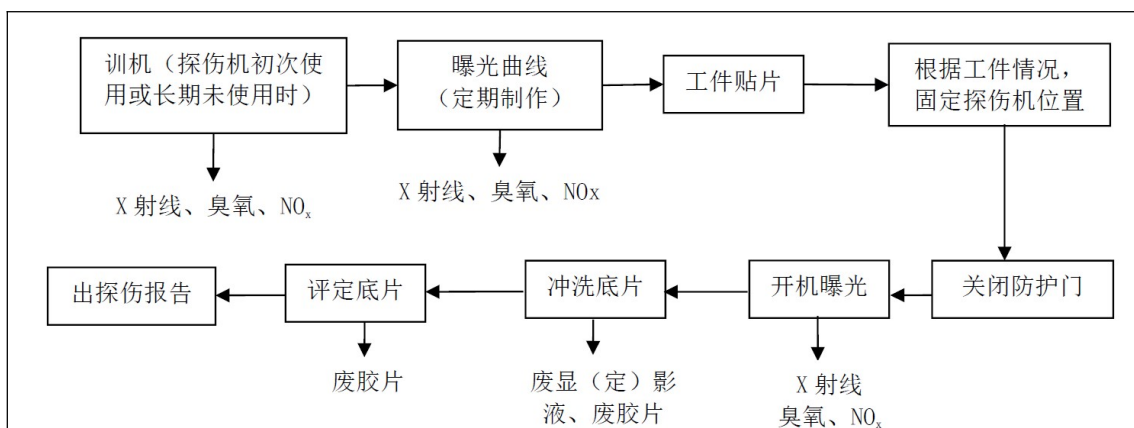 训机（探伤机初次使
用或长期未使用时）
曝光曲线
（定期制作）
工件贴片
根据工件情况，
固定探伤机位置
X 射线、臭氧、NOₓ
X 射线、臭氧、NOx
出探伤报告
评定底片
冲洗底片
开机曝光
关闭防护门
废胶片
废显（定）影
液、废胶片
X 射线
臭氧、NOₓ